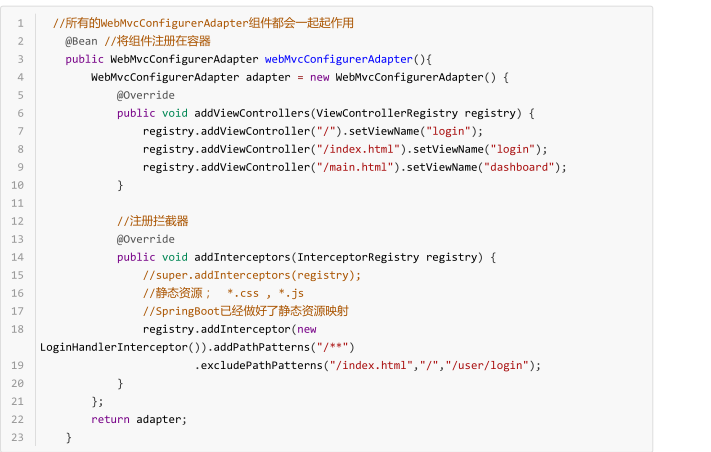 1 //所有的WebMvcConfigurerAdapter组件都会一起起作用
2 @Bean //将组件注册在容器
3 public WebMvcConfigurerAdapter webMvcConfigurerAdapter(){
4 WebMvcConfigurerAdapter adapter = new WebMvcConfigurerAdapter() {
5 @Override
6 public void addViewControllers(ViewControllerRegistry registry) {
7 registry.addViewController("/").setViewName("login");
8 registry.addViewController("/index.html").setViewName("login");
9 registry.addViewController("/main.html").setViewName("dashboard");
10 }
11
12 //注册拦截器
13 @Override
14 public void addInterceptors(InterceptorRegistry registry) {
15 //super.addInterceptors(registry);
16 //静态资源； *.css , *.js
17 //SpringBoot已经做好了静态资源映射
18 registry.addInterceptor(new
LoginHandlerInterceptor()).addPathPatterns("/**")
19 .excludePathPatterns("/index.html","/","/user/login");
20 }
21 };
22 return adapter;
23 }